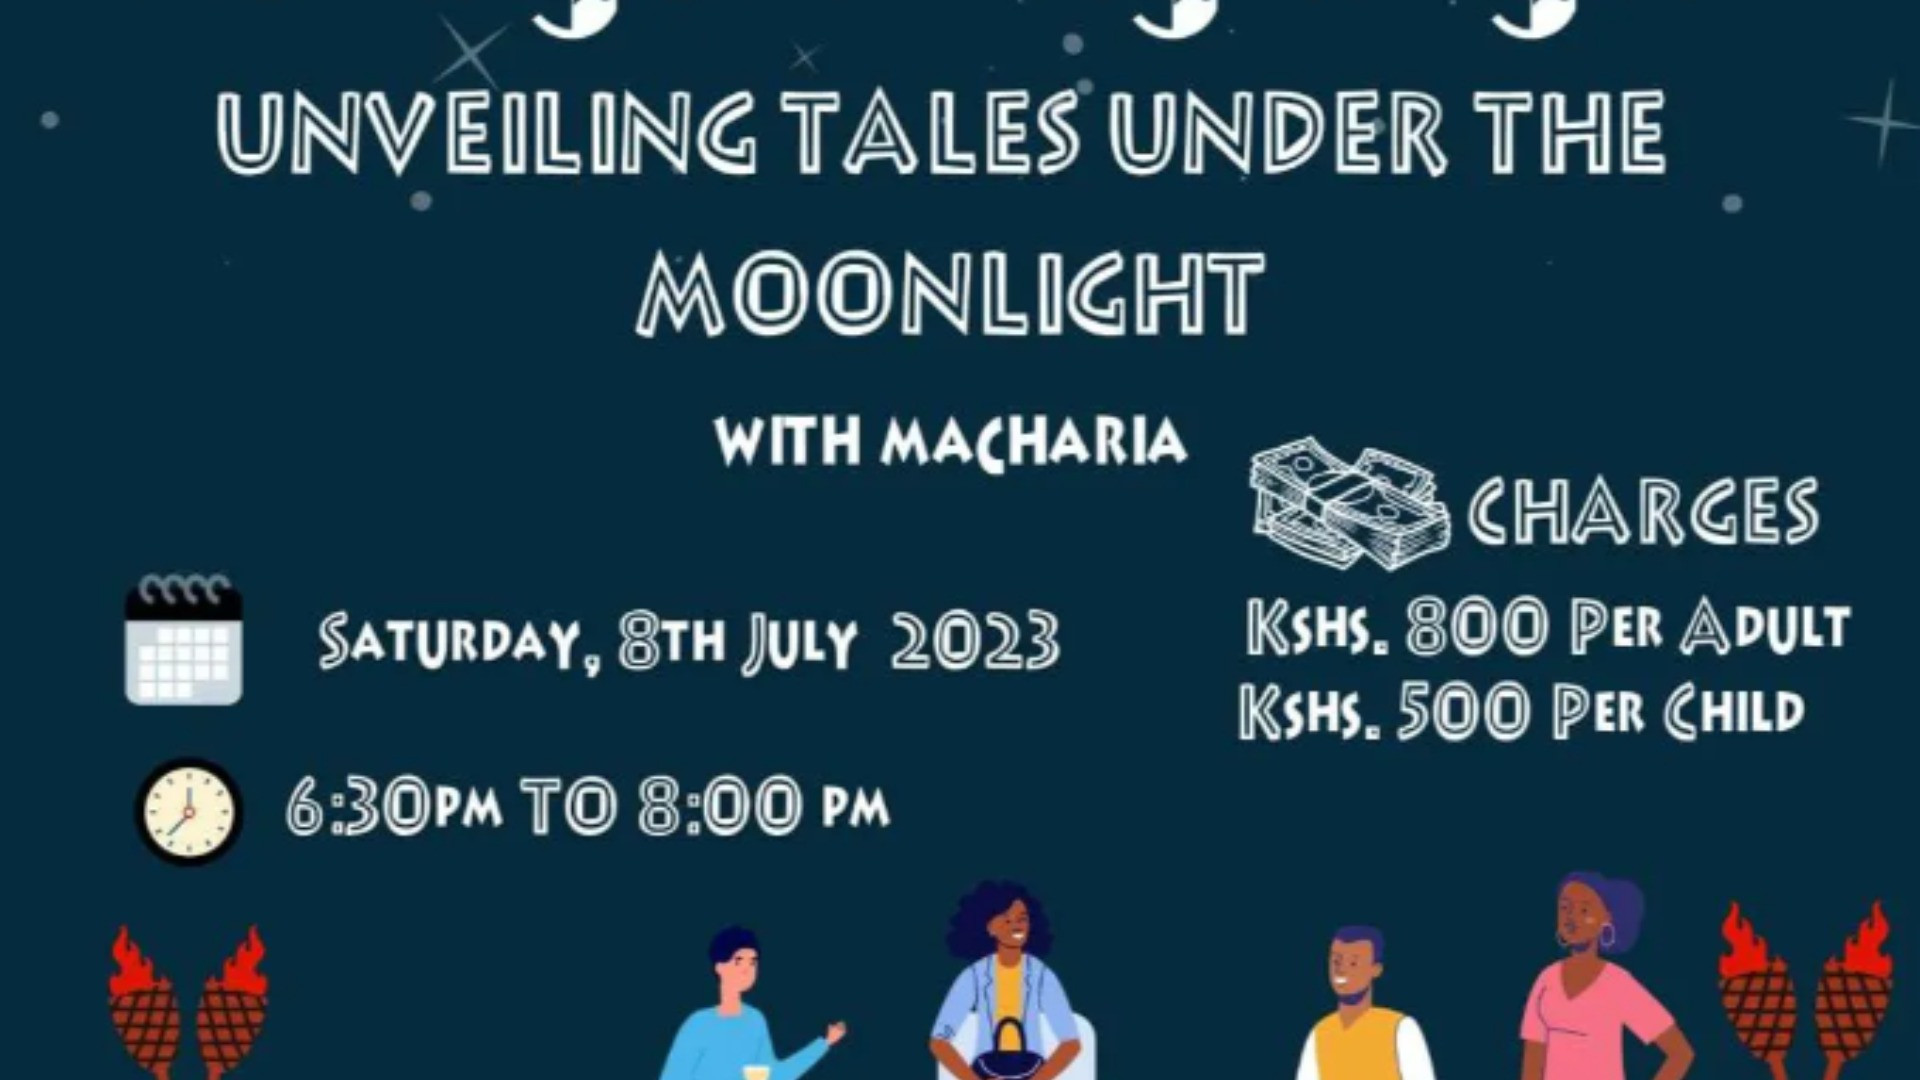 UNVEILING TALES UNDER THE
MOONLIGHT
WITH MACHARIA
CHARGES
KSHS. 800 PER ADULT
KSHS. 500 PER CHILD
SATURDAY, 8TH JULY 2023
6:30PM TO 8:00 PM